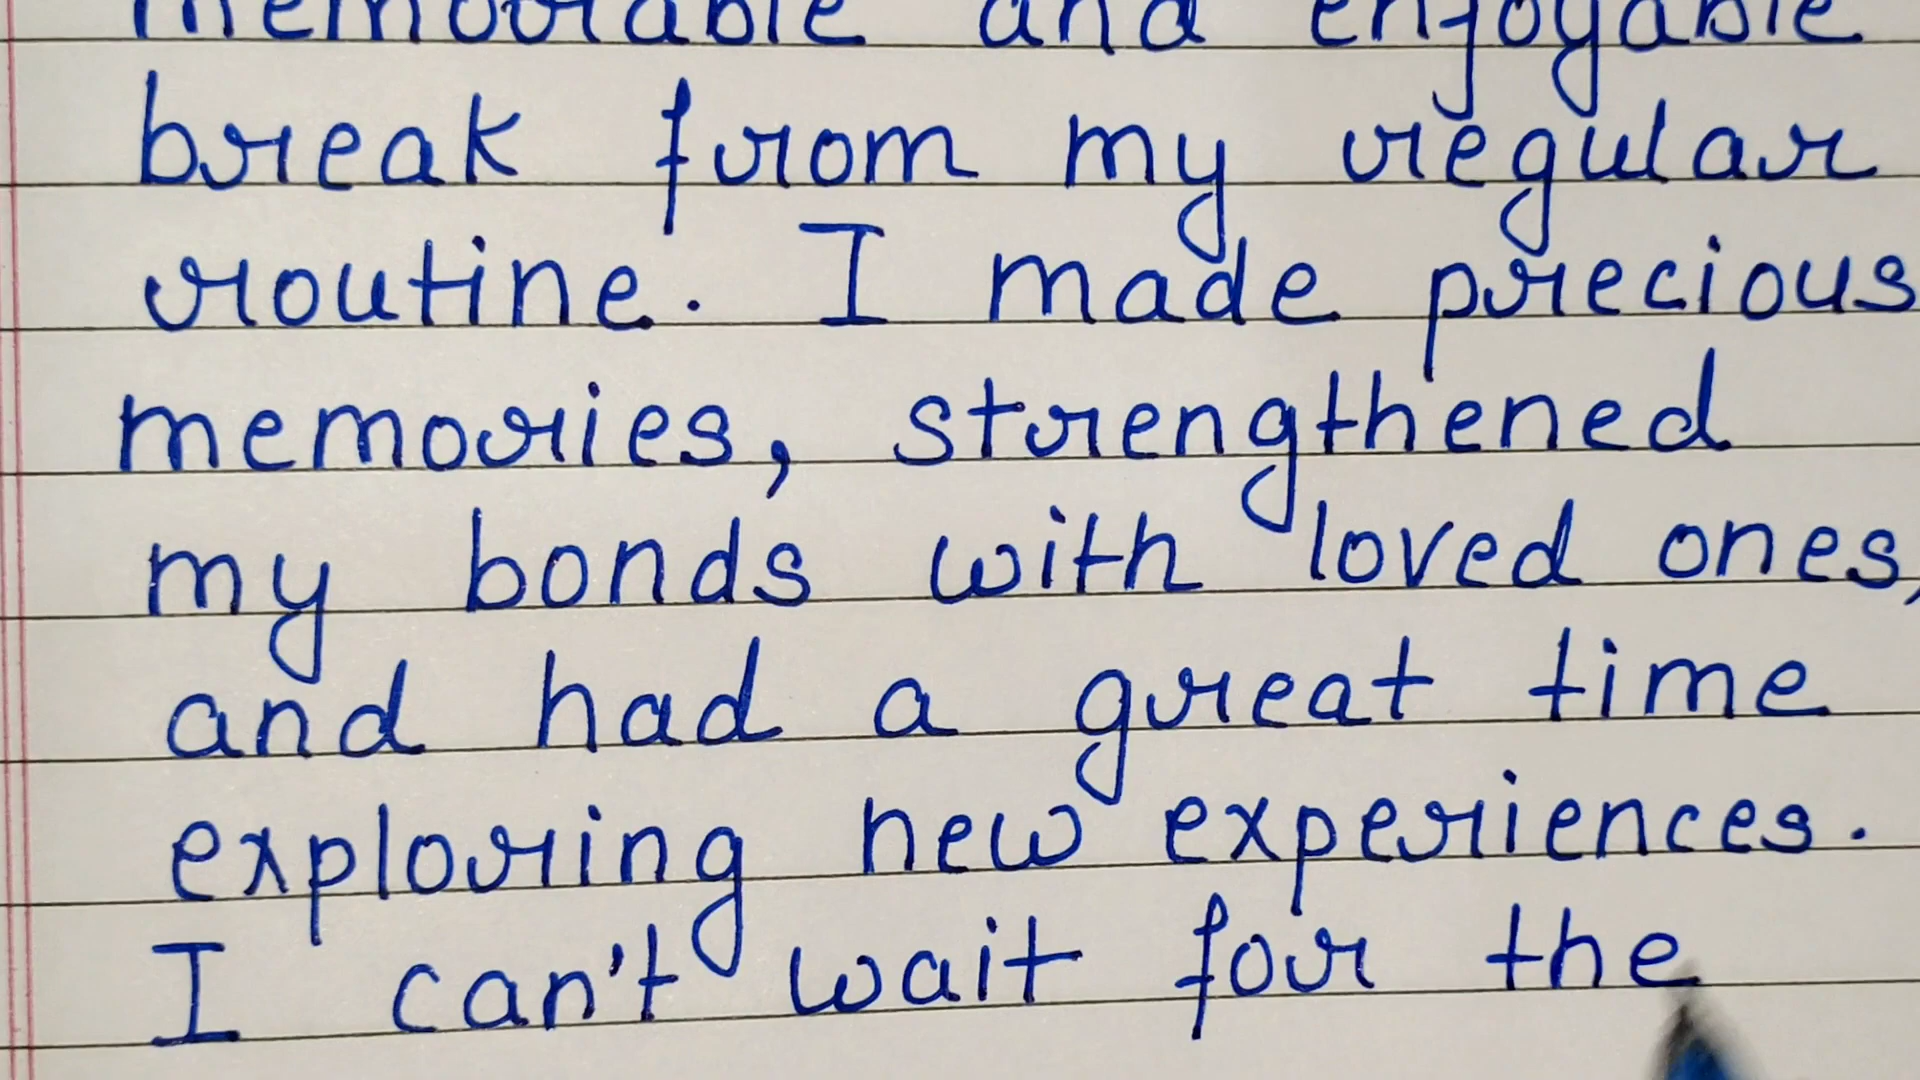 memorable and enjoyable
break from my regular
routine. I made precious
memories, strengthened
my bonds with loved ones,
and had a great time
exploring new experiences.
I can't wait for the